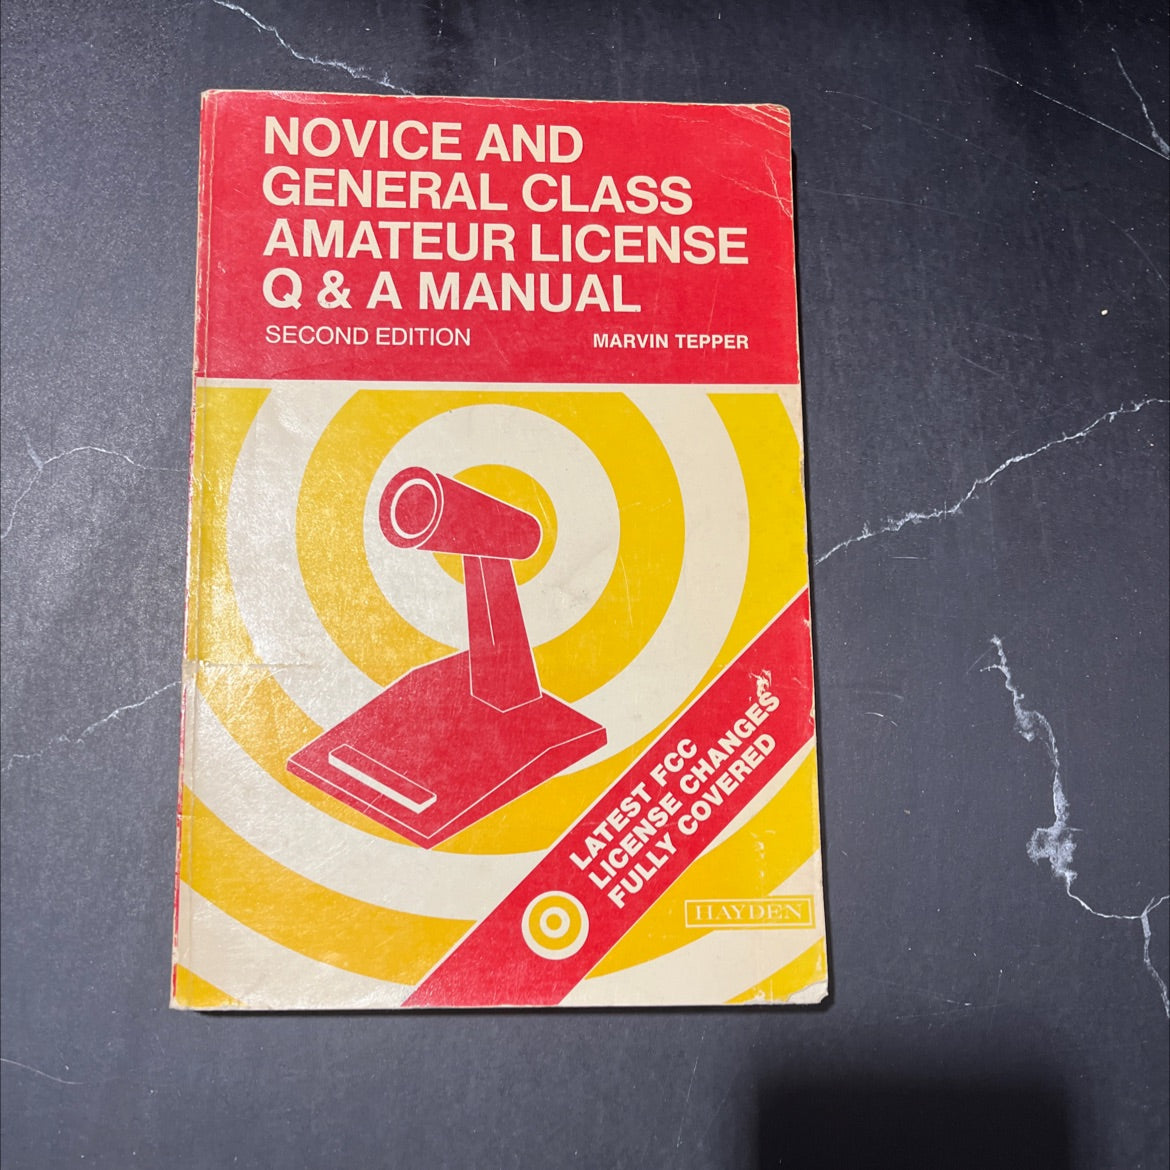 NOVICE AND
GENERAL CLASS
AMATEUR LICENSE
Q & A MANUAL
SECOND EDITION
MARVIN TEPPER
LATEST FCC
LICENSE CHANGES
FULLY COVERED
HAYDEN